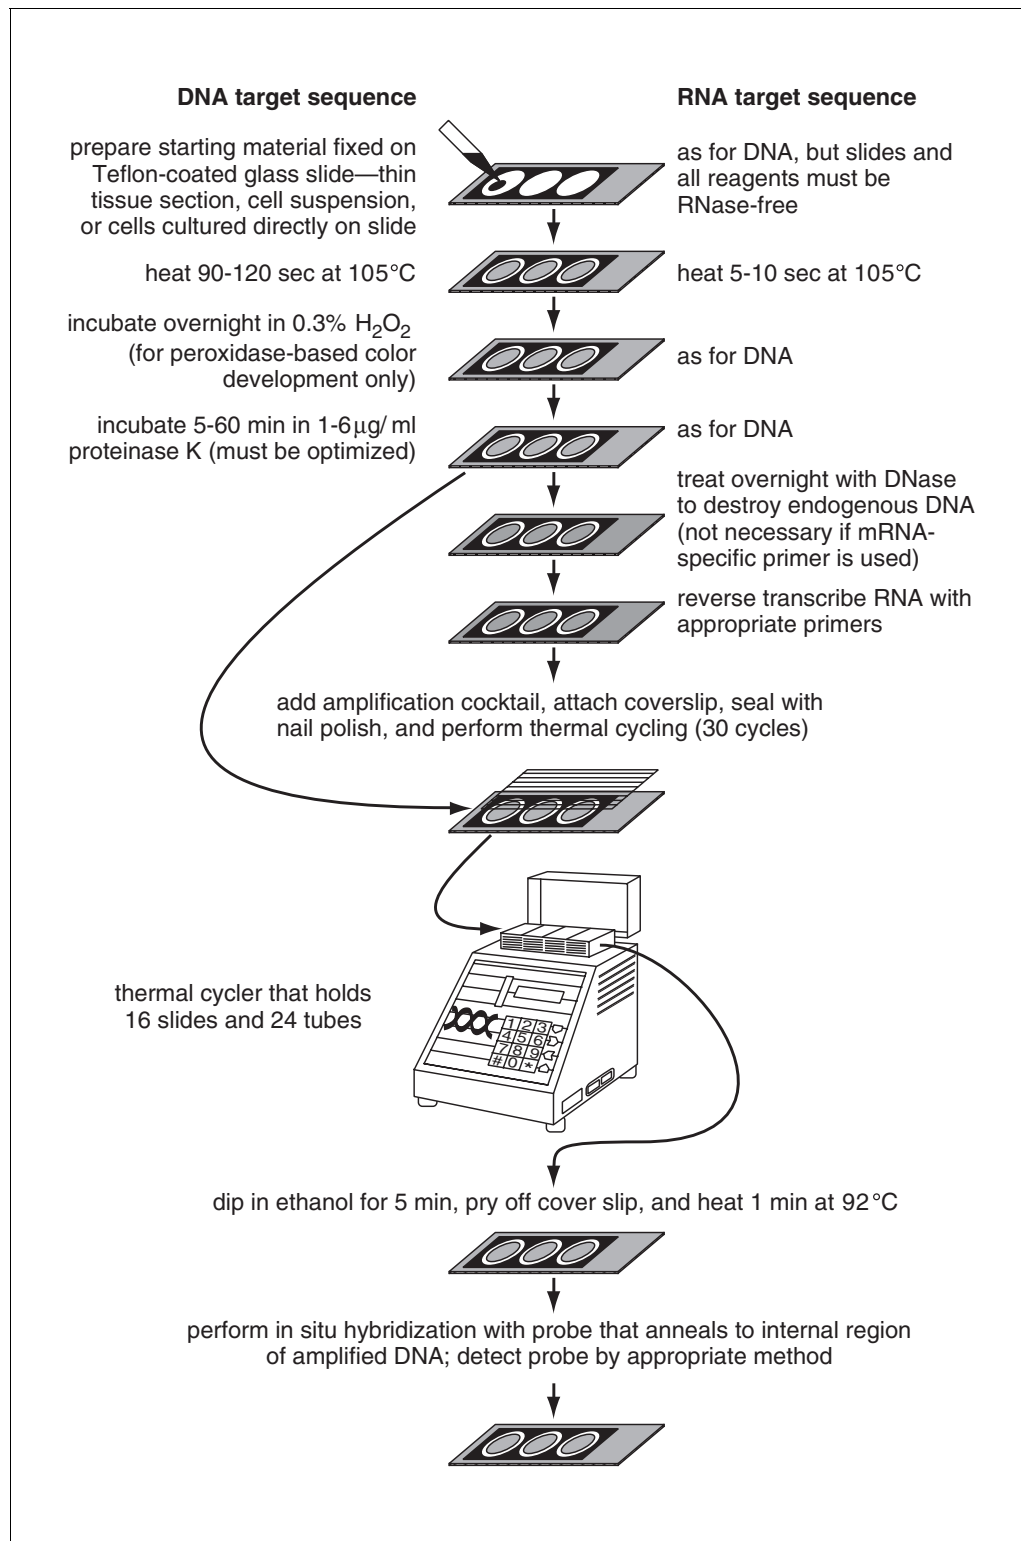 DNA target sequence
RNA target sequence
prepare starting material fixed on
Teflon-coated glass slide—thin
tissue section, cell suspension,
or cells cultured directly on slide
as for DNA, but slides and
all reagents must be
RNase-free
heat 90-120 sec at 105°C
heat 5-10 sec at 105°C
incubate overnight in 0.3% H₂O₂
(for peroxidase-based color
development only)
as for DNA
incubate 5-60 min in 1-6μg/ ml
proteinase K (must be optimized)
as for DNA
treat overnight with DNase
to destroy endogenous DNA
(not necessary if mRNA-
specific primer is used)
reverse transcribe RNA with
appropriate primers
add amplification cocktail, attach coverslip, seal with
nail polish, and perform thermal cycling (30 cycles)
thermal cycler that holds
16 slides and 24 tubes
1 2 3
4 5 6
7 8 9
# 0 *
dip in ethanol for 5 min, pry off cover slip, and heat 1 min at 92°C
perform in situ hybridization with probe that anneals to internal region
of amplified DNA; detect probe by appropriate method